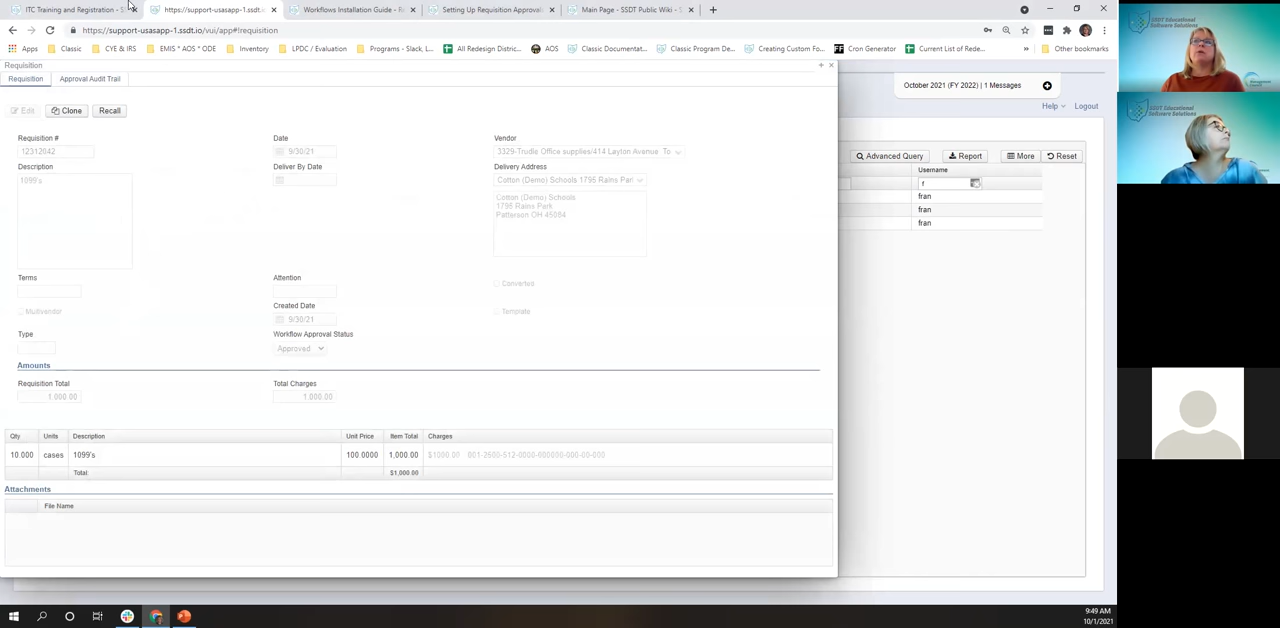 ITC Training and Registration - S
https://support-usasapp-1.ssdt.io
Workflows Installation Guide - R
Setting Up Requisition Approval
Main Page - SSDT Public Wiki - S
https://support-usasapp-1.ssdt.io/vui/app#!requisition
Apps
Classic
CYE & IRS
EMIS * AOS * ODE
Inventory
LPDC / Evaluation
Programs - Slack, L
All Redesign Distric...
AOS
Classic Documentat...
Classic Program De...
Creating Custom Fo...
Cron Generator
Current List of Rede...
Other bookmarks
Requisition
Requisition
Approval Audit Trail
October 2021 (FY 2022) | 1 Messages
Help
Logout
Edit
Clone
Recall
Requisition #
12312042
Date
9/30/21
Vendor
3329-Trudie Office supplies/414 Layton Avenue To
Description
1099's
Deliver By Date
Delivery Address
Cotton (Demo) Schools 1795 Rains Par
Cotton (Demo) Schools
1795 Rains Park
Patterson OH 45084
Advanced Query
Report
More
Reset
Username
f
fran
fran
fran
Terms
Attention
Multivendor
Created Date
9/30/21
Converted
Template
Type
Workflow Approval Status
Approved
Amounts
Requisition Total
1,000.00
Total Charges
1,000.00
Qty Units Description Unit Price Item Total Charges
10.000 cases 1099's 100.0000 1,000.00 $1000.00 001-3500-512-0000-000000-000-00-000
Total: $1,000.00
Attachments
File Name
SSDT Educational
Software Solutions
SSDT Educational
Software Solutions
9:49 AM
10/1/2021